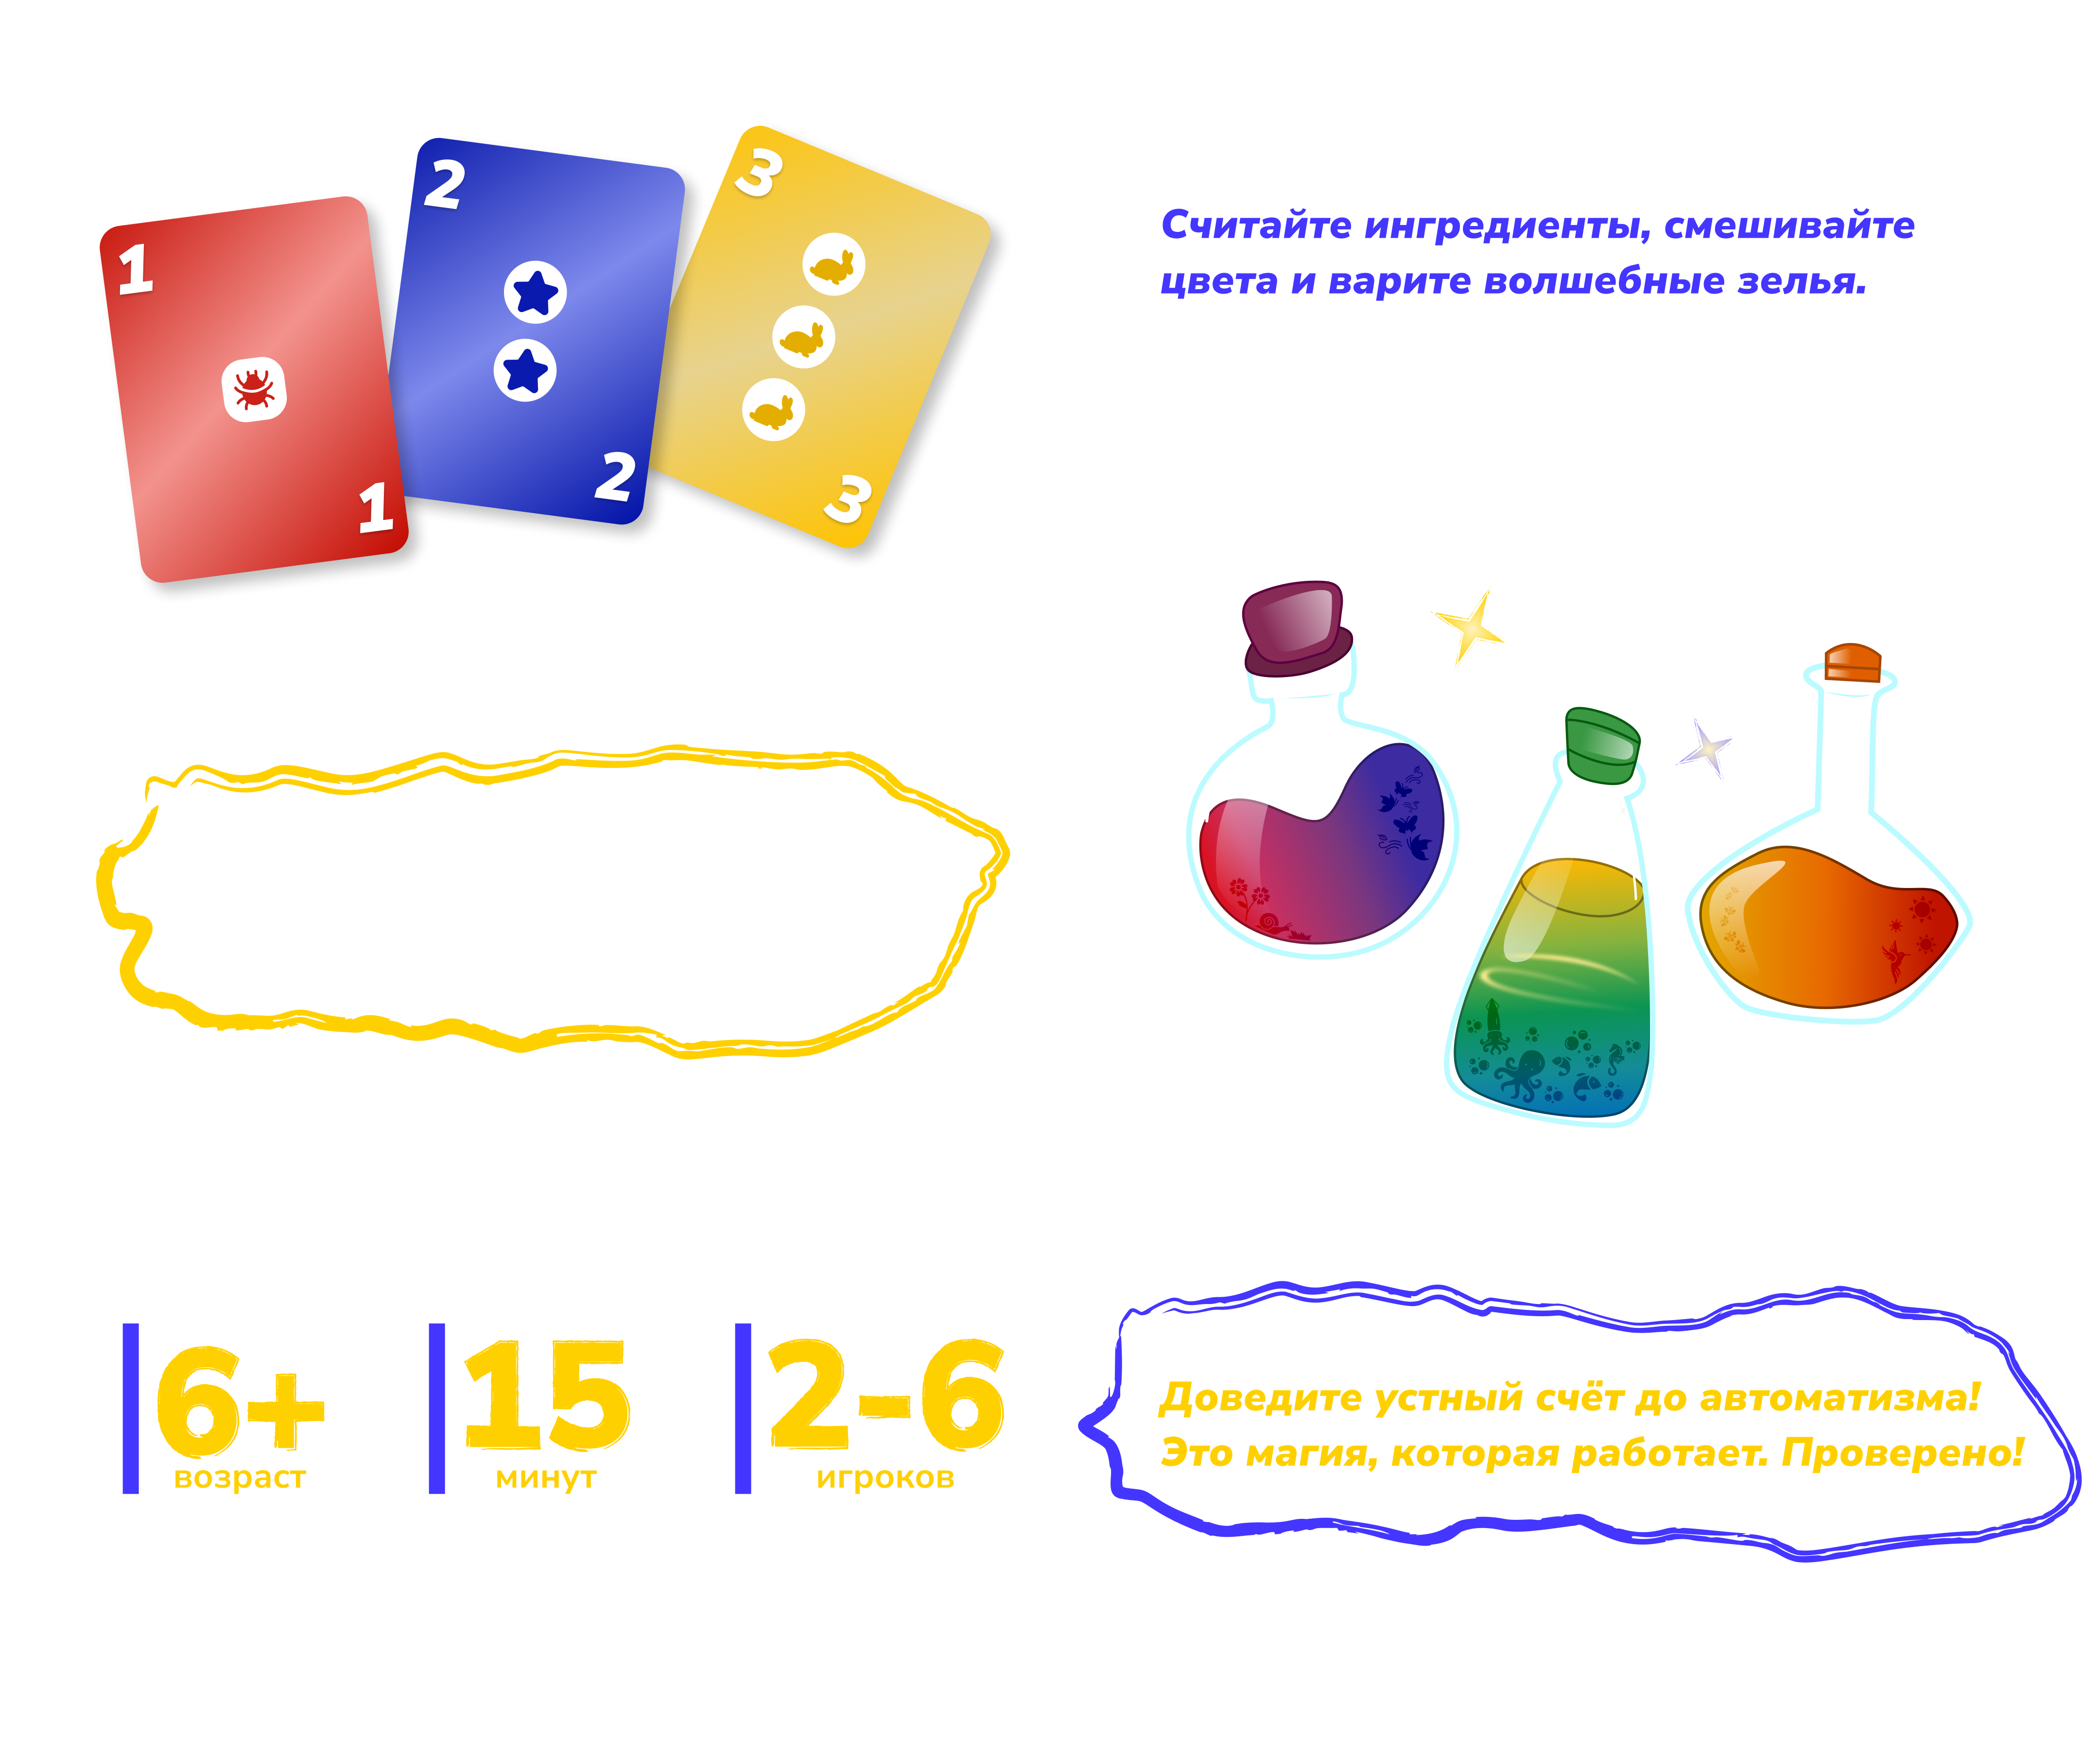 1
1
2
2
3
3
Считайте ингредиенты, смешивайте
цвета и варите волшебные зелья.
6+
возраст
15
минут
2-6
игроков
Доведите устный счёт до автоматизма!
Это магия, которая работает. Проверено!